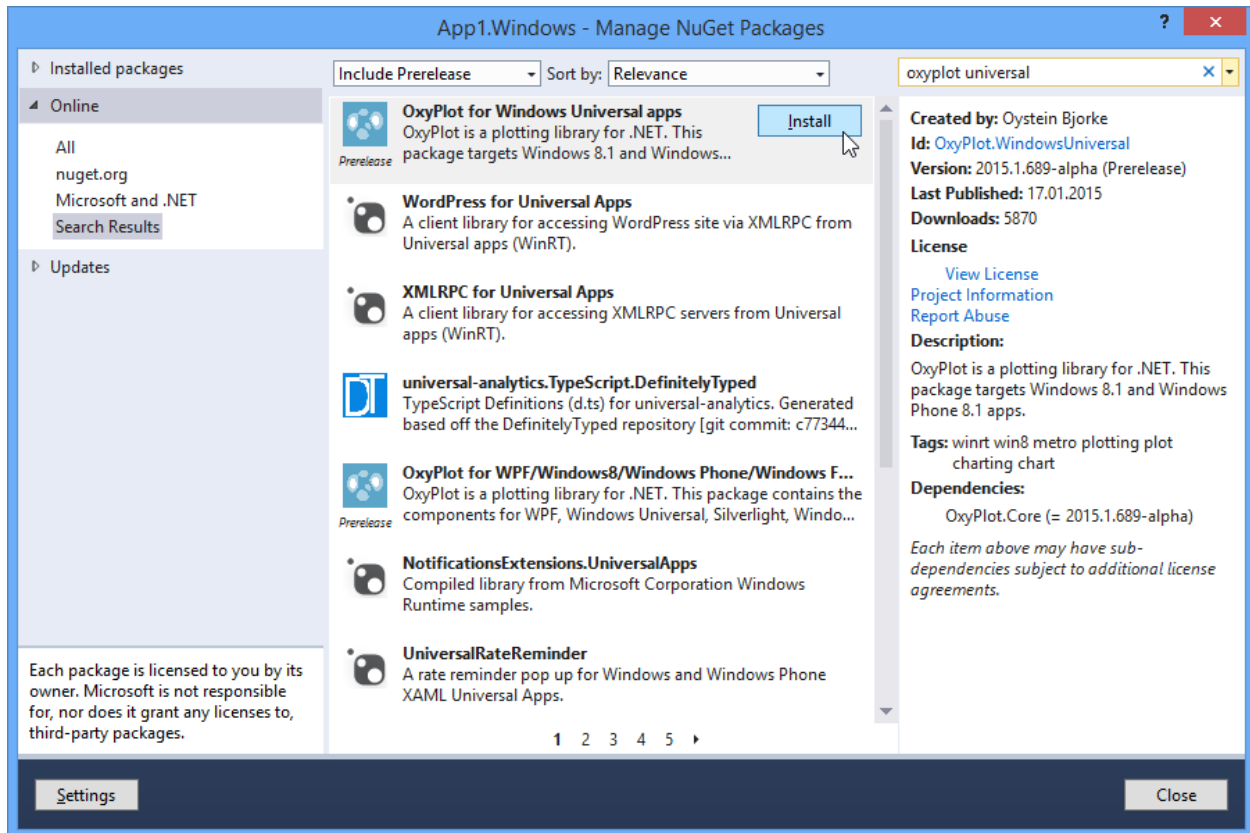 App1.Windows - Manage NuGet Packages
?
Installed packages
Online
All
nuget.org
Microsoft and .NET
Search Results
Updates
Each package is licensed to you by its
owner. Microsoft is not responsible
for, nor does it grant any licenses to,
third-party packages.
Include Prerelease
Sort by:
Relevance
OxyPlot for Windows Universal apps
OxyPlot is a plotting library for .NET. This
package targets Windows 8.1 and Windows...
Prerelease
Install
WordPress for Universal Apps
A client library for accessing WordPress site via XMLRPC from
Universal apps (WinRT).
XMLRPC for Universal Apps
A client library for accessing XMLRPC servers from Universal
apps (WinRT).
DT
universal-analytics.TypeScript.DefinitelyTyped
TypeScript Definitions (d.ts) for universal-analytics. Generated
based off the DefinitelyTyped repository [git commit: c77344...
OxyPlot for WPF/Windows8/Windows Phone/Windows F...
OxyPlot is a plotting library for .NET. This package contains the
components for WPF, Windows Universal, Silverlight, Windo...
Prerelease
NotificationsExtensions.UniversalApps
Compiled library from Microsoft Corporation Windows
Runtime samples.
UniversalRateReminder
A rate reminder pop up for Windows and Windows Phone
XAML Universal Apps.
1 2 3 4 5
oxyplot universal
Created by: Oystein Bjorke
Id: OxyPlot.WindowsUniversal
Version: 2015.1.689-alpha (Prerelease)
Last Published: 17.01.2015
Downloads: 5870
License
View License
Project Information
Report Abuse
Description:
OxyPlot is a plotting library for .NET. This
package targets Windows 8.1 and Windows
Phone 8.1 apps.
Tags: winrt win8 metro plotting plot
charting chart
Dependencies:
OxyPlot.Core (= 2015.1.689-alpha)
Each item above may have sub-
dependencies subject to additional license
agreements.
Settings
Close